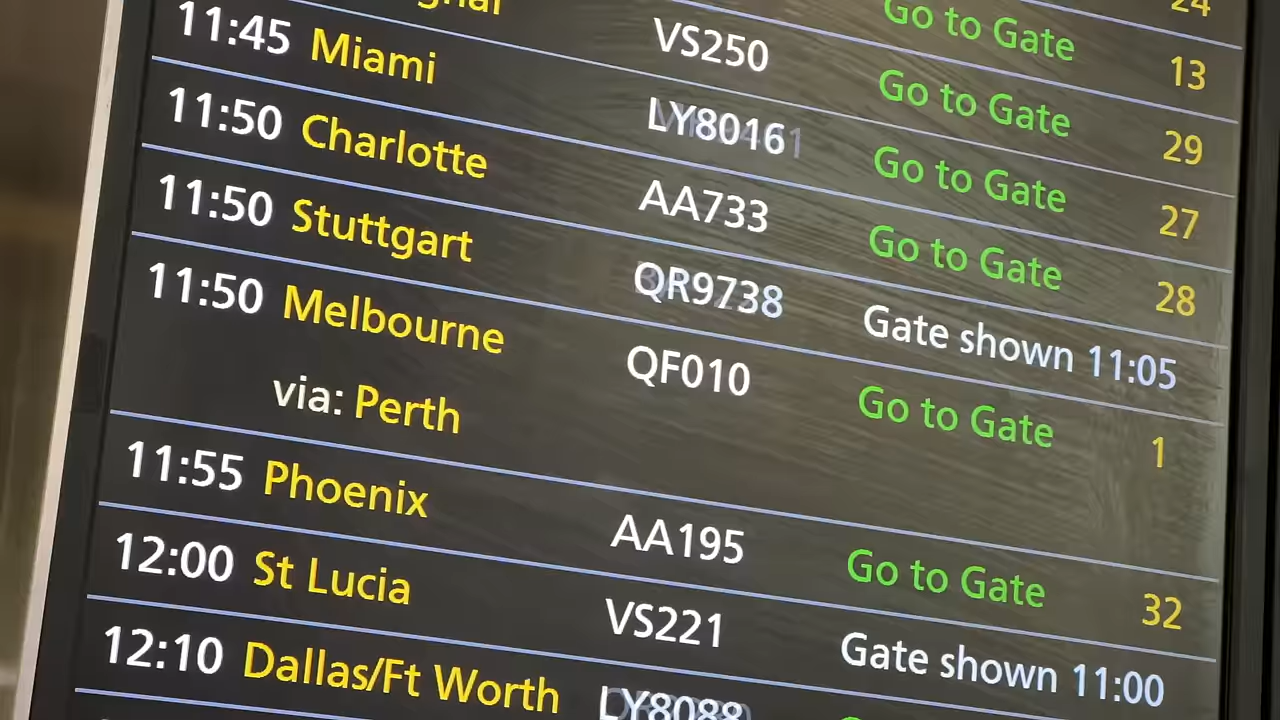 24
Go to Gate 13
VS250 Go to Gate 29
11:45 Miami LY8016 Go to Gate 27
11:50 Charlotte AA733 Go to Gate 28
11:50 Stuttgart QR9738 Gate shown 11:05
11:50 Melbourne QF010 Go to Gate 1
via: Perth
11:55 Phoenix AA195 Go to Gate 32
12:00 St Lucia VS221 Gate shown 11:00
12:10 Dallas/Ft Worth LY8088